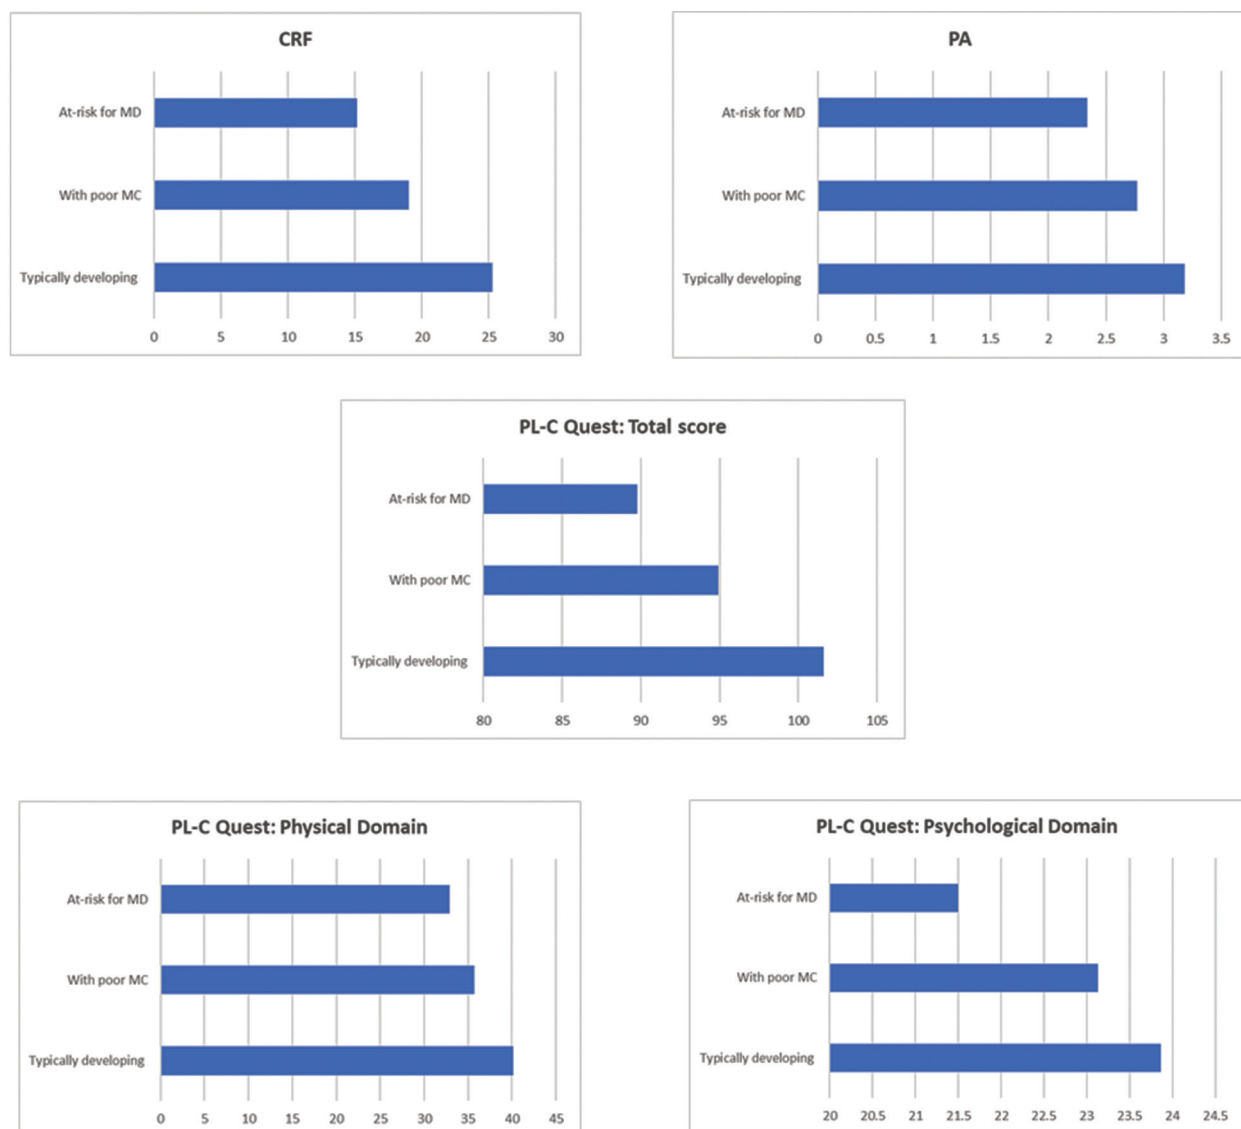 CRF
At-risk for MD
With poor MC
Typically developing
0 5 10 15 20 25 30
PA
At-risk for MD
With poor MC
Typically developing
0 0.5 1 1.5 2 2.5 3 3.5
PL-C Quest: Total score
At-risk for MD
With poor MC
Typically developing
80 85 90 95 100 105
PL-C Quest: Physical Domain
At-risk for MD
With poor MC
Typically developing
0 5 10 15 20 25 30 35 40 45
PL-C Quest: Psychological Domain
At-risk for MD
With poor MC
Typically developing
20 20.5 21 21.5 22 22.5 23 23.5 24 24.5